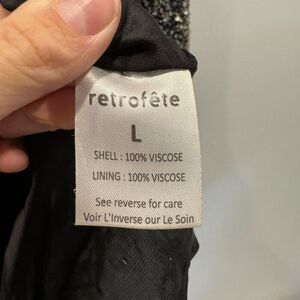 retrofête
L
SHELL : 100% VISCOSE
LINING : 100% VISCOSE
See reverse for care
Voir L'Inverse our Le Soin